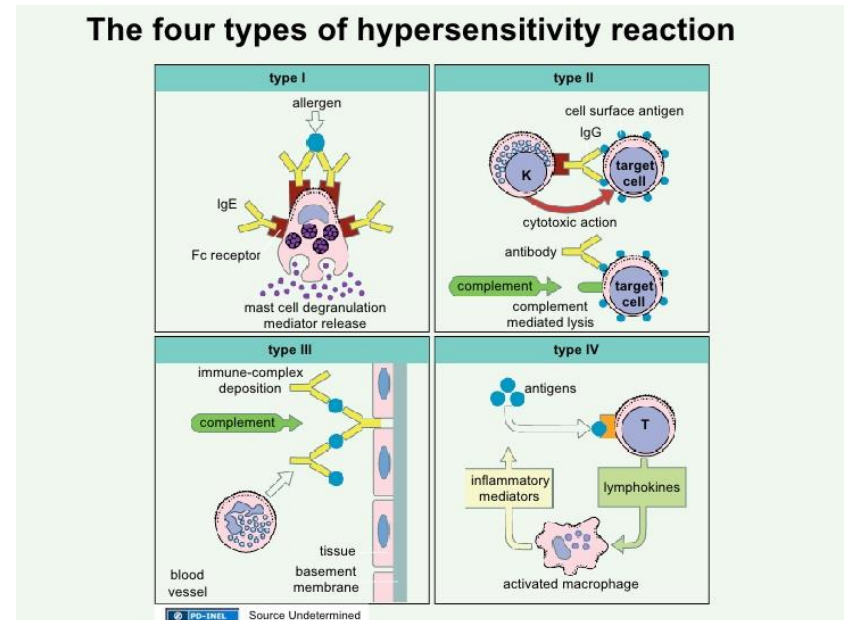 The four types of hypersensitivity reaction
type I
allergen
IgE
Fc receptor
mast cell degranulation
mediator release
type II
cell surface antigen
IgG
K
target
cell
cytotoxic action
antibody
complement
target
cell
complement
mediated lysis
type III
immune-complex
deposition
complement
tissue
blood
vessel
basement
membrane
type IV
antigens
T
inflammatory
mediators
lymphokines
activated macrophage
PD-INEL Source Undetermined